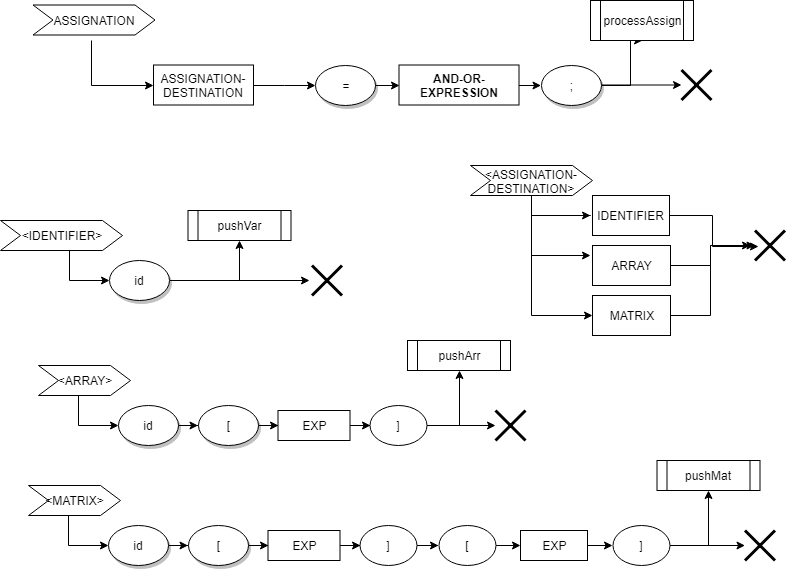 ASSIGNATION
processAssign
ASSIGNATION-
DESTINATION
=
AND-OR-
EXPRESSION
;
<ASSIGNATION-
DESTINATION>
IDENTIFIER
ARRAY
MATRIX
<IDENTIFIER>
pushVar
id
<ARRAY>
pushArr
id
[
EXP
]
<MATRIX>
pushMat
id
[
EXP
]
[
EXP
]